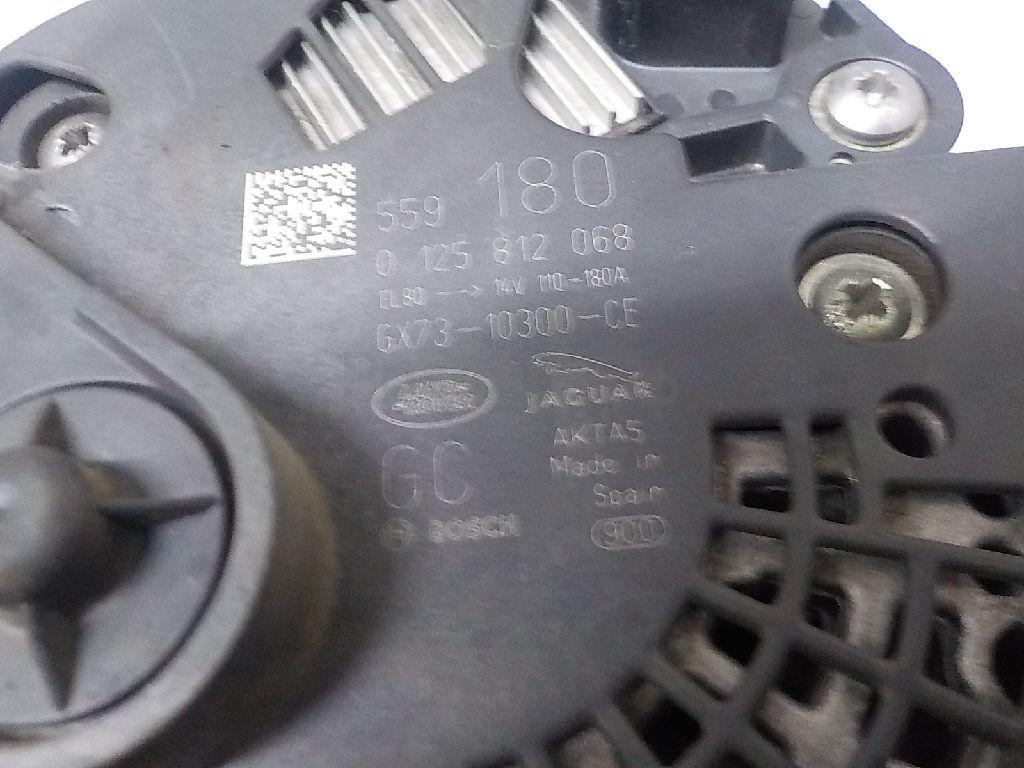 559 180
0 125 812 068
EL80 → 14V 110-180A
GX73-10300-CE
LAND ROVER
JAGUAR
AKTAS
Made in
Spain
GC
BOSCH
900